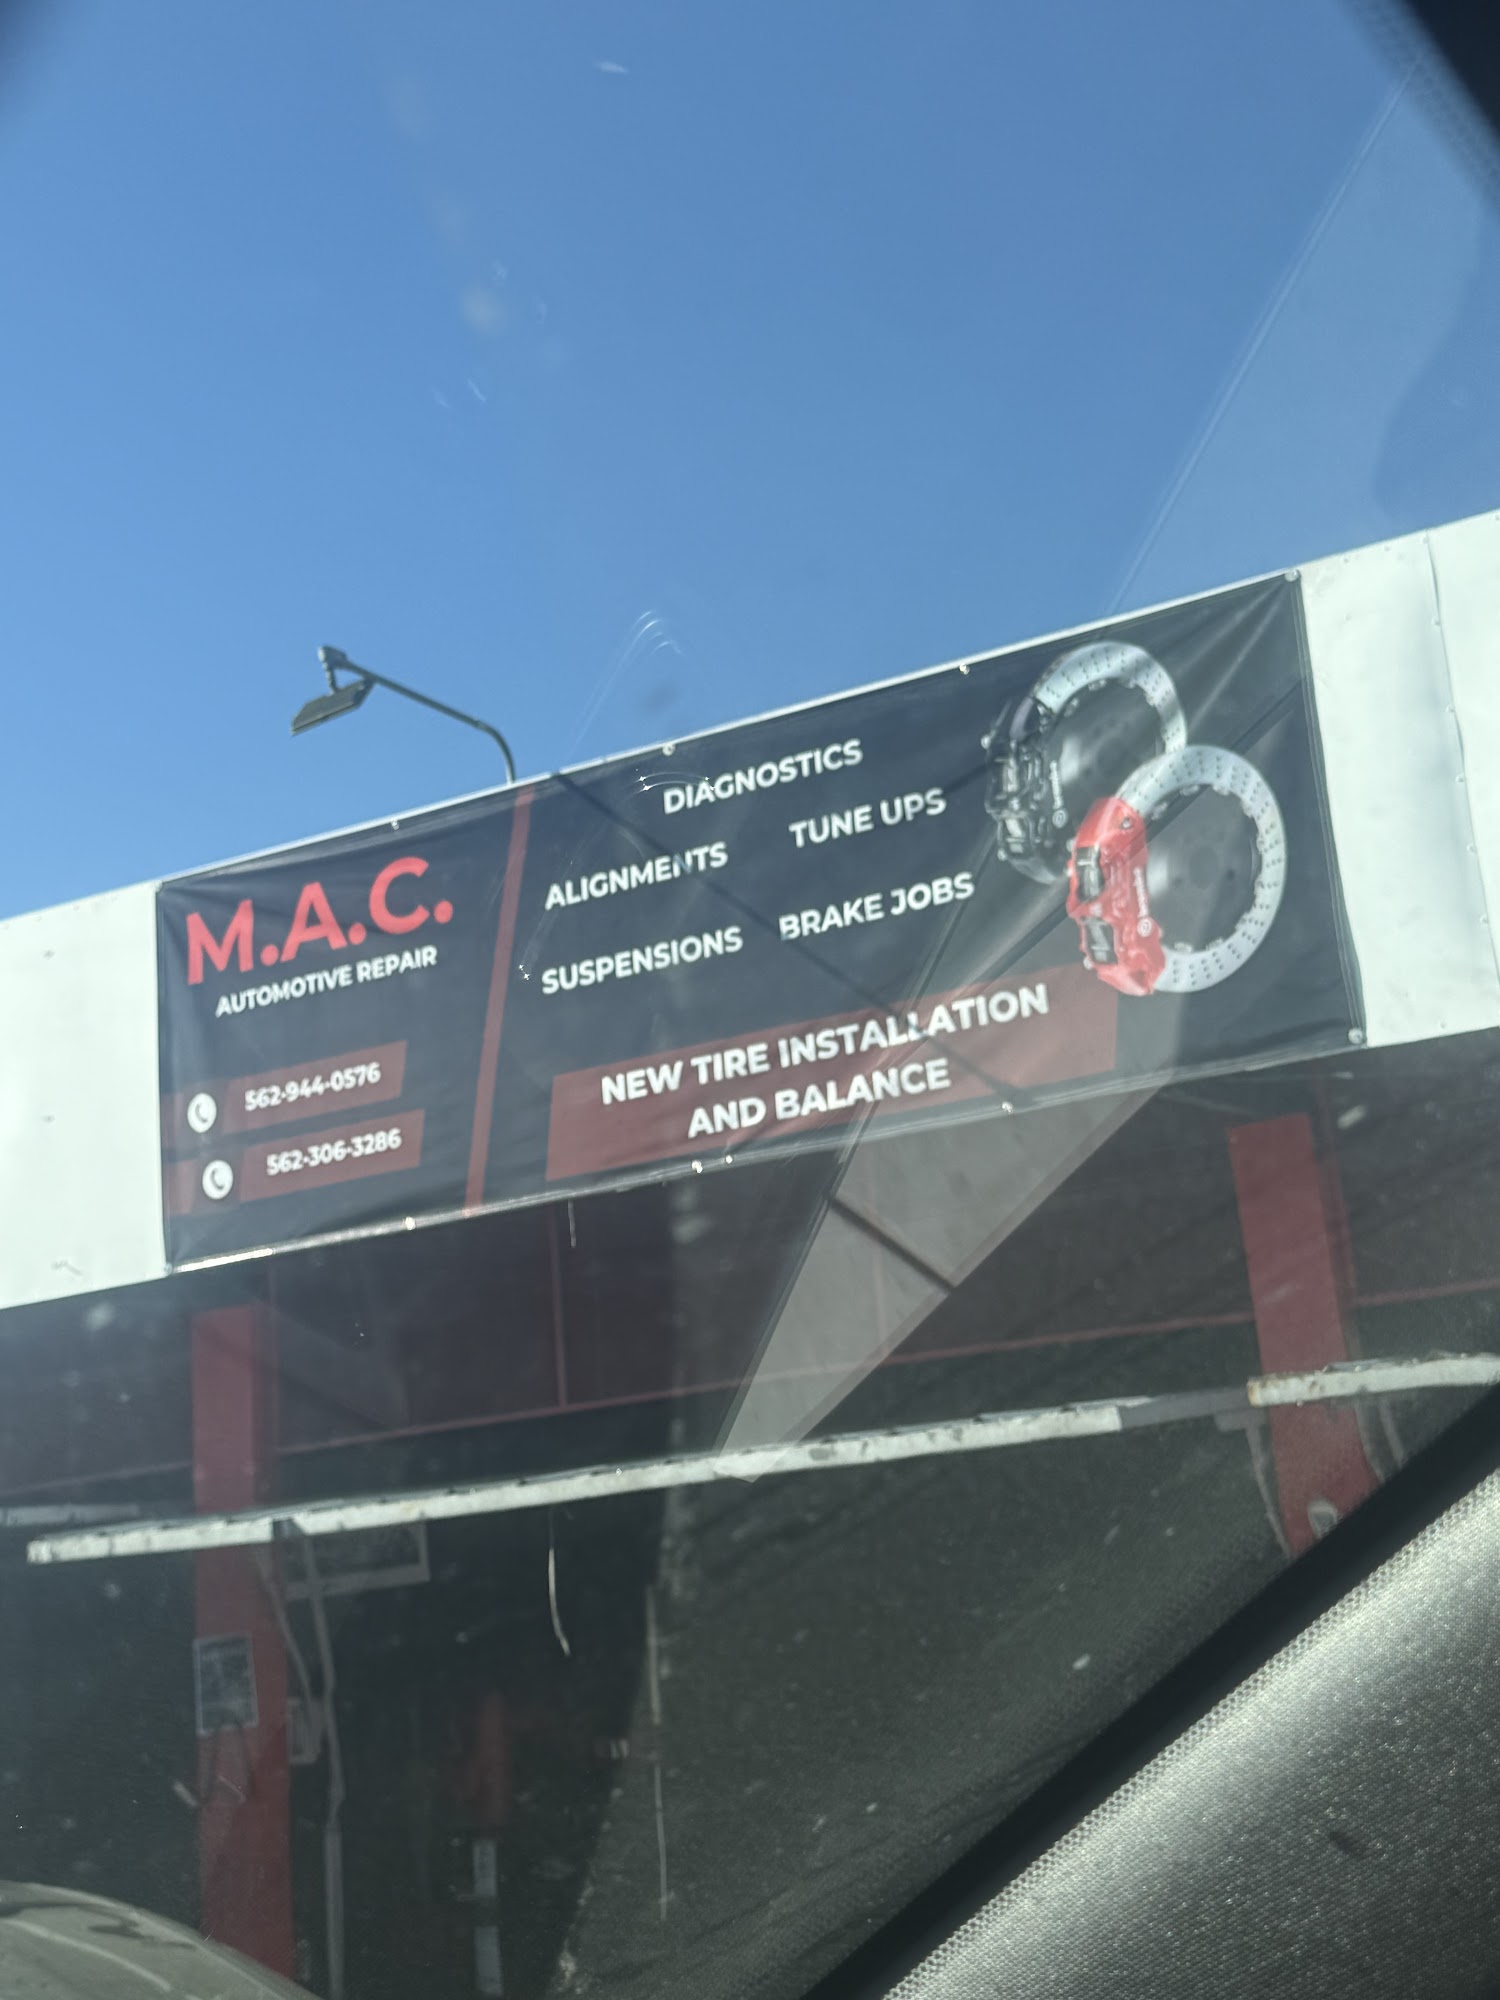 M.A.C.
AUTOMOTIVE REPAIR
562-944-0576
562-306-3286
DIAGNOSTICS
TUNE UPS
ALIGNMENTS
BRAKE JOBS
SUSPENSIONS
NEW TIRE INSTALLATION
AND BALANCE